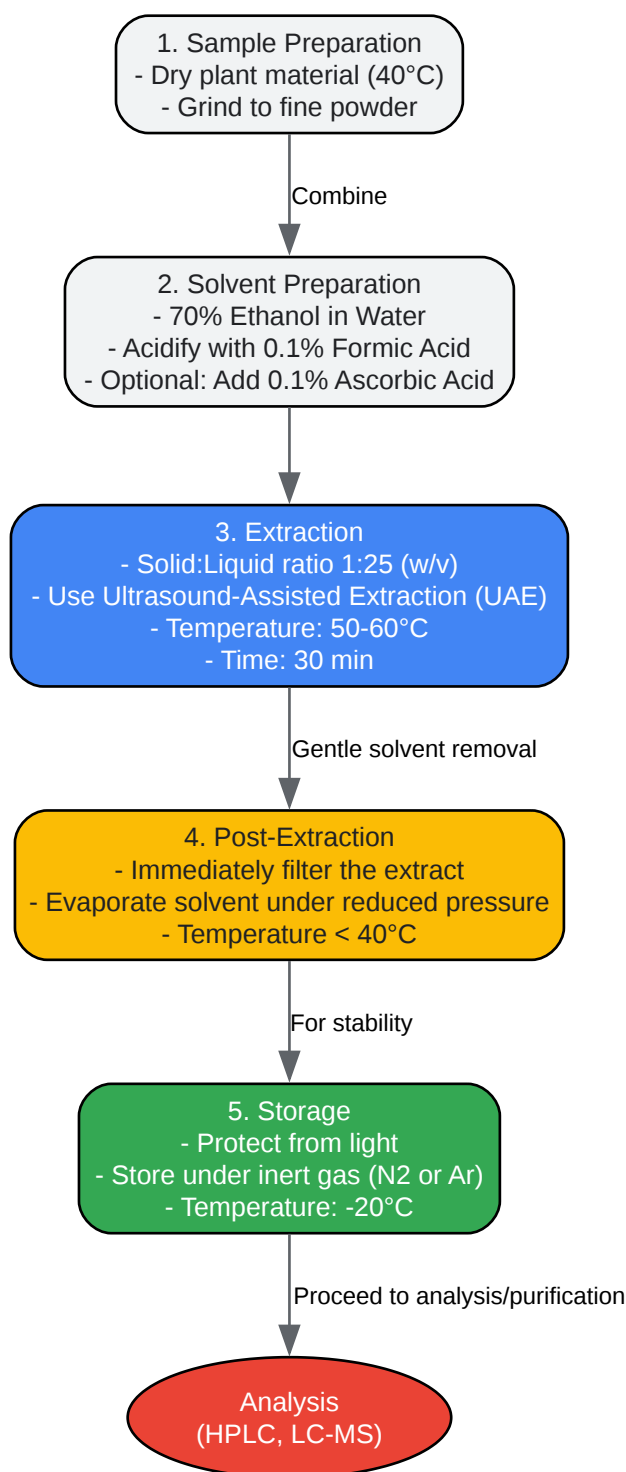 1. Sample Preparation
- Dry plant material (40°C)
- Grind to fine powder
Combine
2. Solvent Preparation
- 70% Ethanol in Water
- Acidify with 0.1% Formic Acid
- Optional: Add 0.1% Ascorbic Acid
3. Extraction
- Solid:Liquid ratio 1:25 (w/v)
- Use Ultrasound-Assisted Extraction (UAE)
- Temperature: 50-60°C
- Time: 30 min
Gentle solvent removal
4. Post-Extraction
- Immediately filter the extract
- Evaporate solvent under reduced pressure
- Temperature < 40°C
For stability
5. Storage
- Protect from light
- Store under inert gas (N2 or Ar)
- Temperature: -20°C
Proceed to analysis/purification
Analysis
(HPLC, LC-MS)